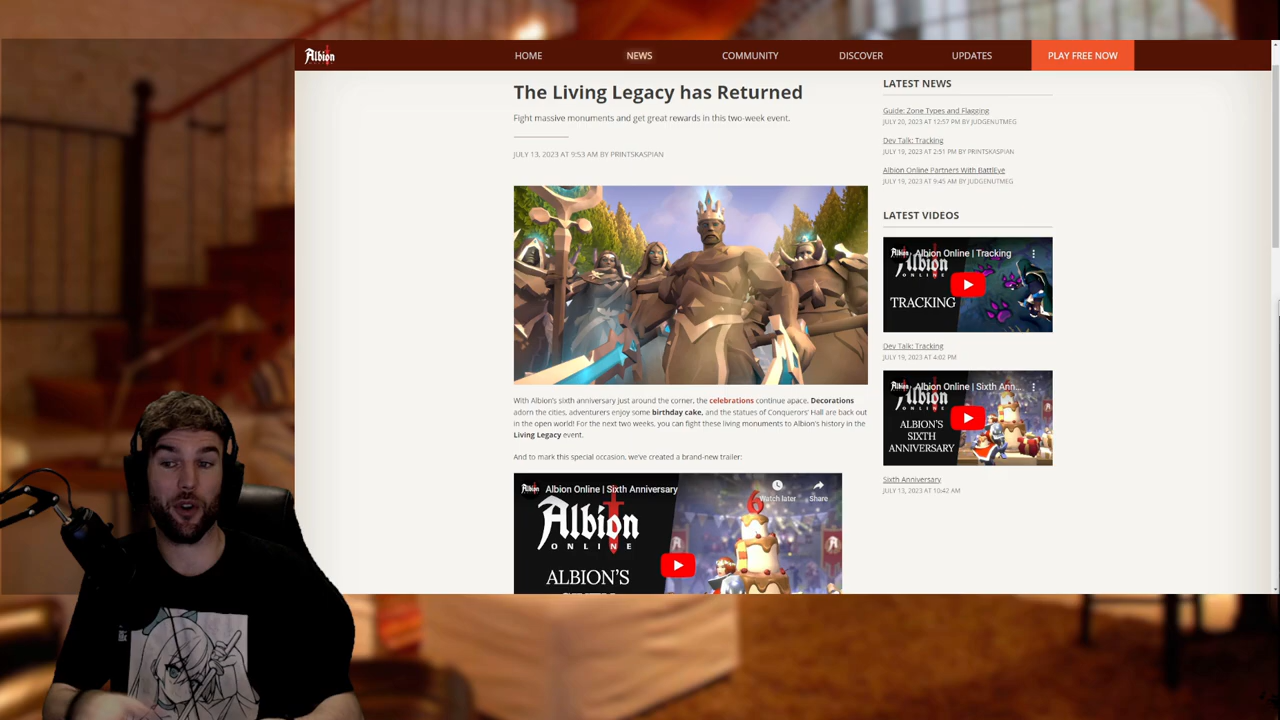 Albion
HOME
NEWS
COMMUNITY
DISCOVER
UPDATES
PLAY FREE NOW
The Living Legacy has Returned
Fight massive monuments and get great rewards in this two-week event.
JULY 13, 2023 AT 9:53 AM BY PRINTSKASPIAN
With Albion's sixth anniversary just around the corner, the celebrations continue apace. Decorations
adorn the cities, adventurers enjoy some birthday cake, and the statues of Conquerors' Hall are back out
in the open world! For the next two weeks, you can fight these living monuments to Albion's history in the
Living Legacy event.
And to mark this special occasion, we've created a brand-new trailer:
Albion Online | Sixth Anniversary
Watch later
Share
Albion
ONLINE
ALBION'S
6
LATEST NEWS
Guide: Zone Types and Flagging
JULY 20, 2023 AT 12:57 PM BY JUDGENUTMEG
Dev Talk: Tracking
JULY 19, 2023 AT 2:51 PM BY PRINTSKASPIAN
Albion Online Partners With BattlEye
JULY 19, 2023 AT 9:45 AM BY JUDGENUTMEG
LATEST VIDEOS
Albion Online | Tracking
Albion
ONLINE
TRACKING
Dev Talk: Tracking
JULY 19, 2023 AT 4:02 PM
Albion Online | Sixth Ann...
Albion
ONLINE
ALBION'S
SIXTH
ANNIVERSARY
Sixth Anniversary
JULY 13, 2023 AT 10:42 AM